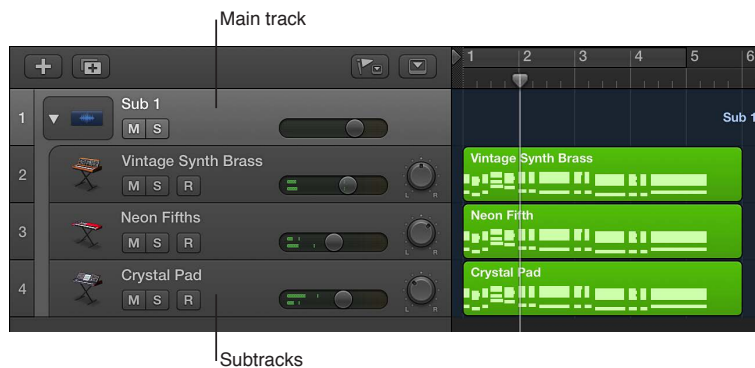 Main track
1 2 3 4 5 6
1
Sub 1
M S
Sub 1
2
Vintage Synth Brass
M S R
L R
Vintage Synth Brass
3
Neon Fifths
M S R
L R
Neon Fifth
4
Crystal Pad
M S R
L R
Crystal Pad
Subtracks